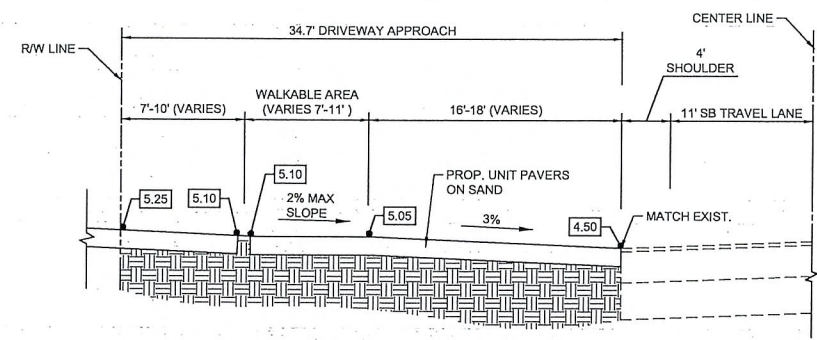 CENTER LINE
34.7' DRIVEWAY APPROACH
R/W LINE
4'
SHOULDER
WALKABLE AREA
(VARIES 7'-11' )
7'-10' (VARIES)
16'-18' (VARIES)
11' SB TRAVEL LANE
5.10
PROP. UNIT PAVERS
ON SAND
5.25
5.10
2% MAX
SLOPE
5.05
3%
4.50
MATCH EXIST.